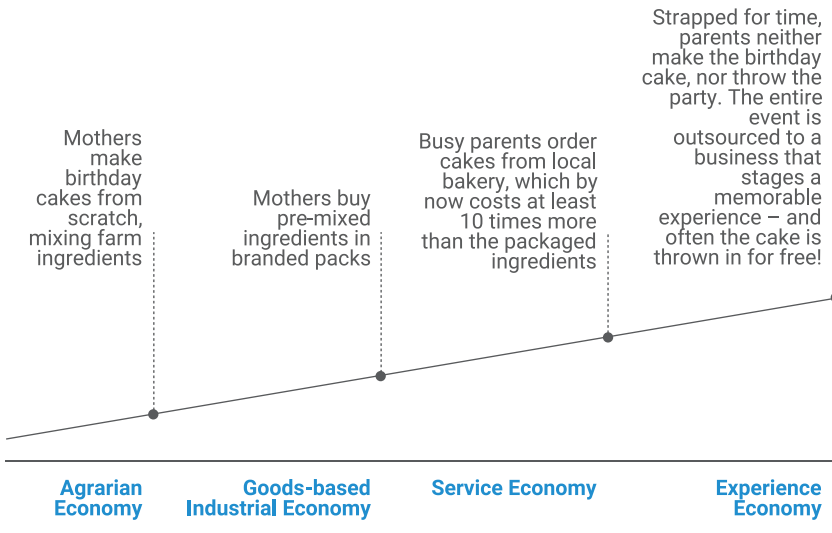 Mothers
make
birthday
cakes from
scratch,
mixing farm
ingredients
Mothers buy
pre-mixed
ingredients in
branded packs
Busy parents order
cakes from local
bakery, which by
now costs at least
10 times more
than the packaged
ingredients
Strapped for time,
parents neither
make the birthday
cake, nor throw the
party. The entire
event is
outsourced to a
business that
stages a
memorable
experience – and
often the cake is
thrown in for free!
Agrarian
Economy
Goods-based
Industrial Economy
Service Economy
Experience
Economy